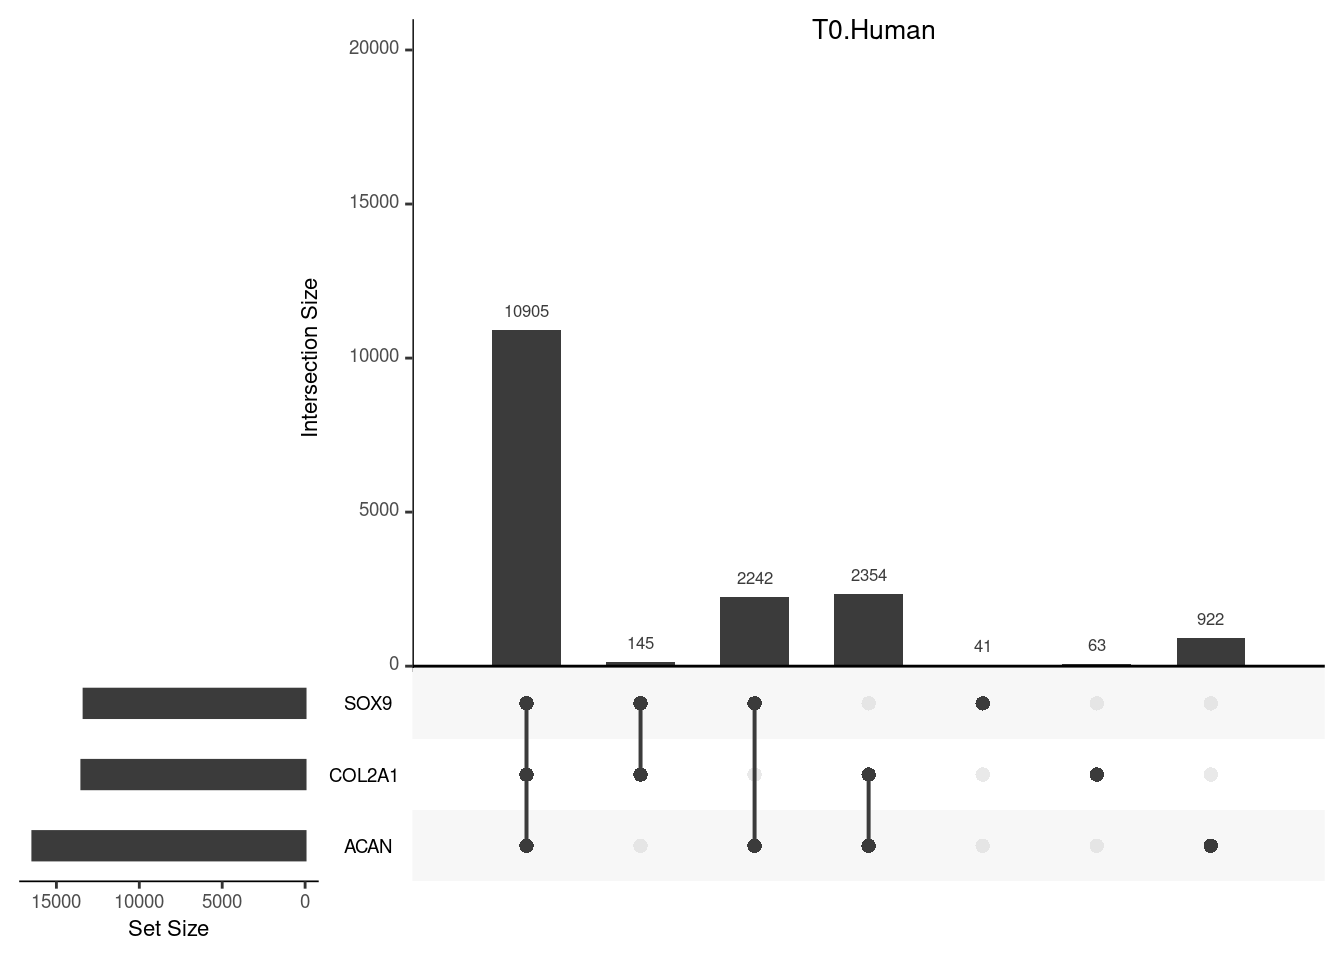 T0.Human
20000
15000
10000
5000
0
Intersection Size
10905
145
2242
2354
41
63
922
SOX9
COL2A1
ACAN
15000 10000 5000 0
Set Size